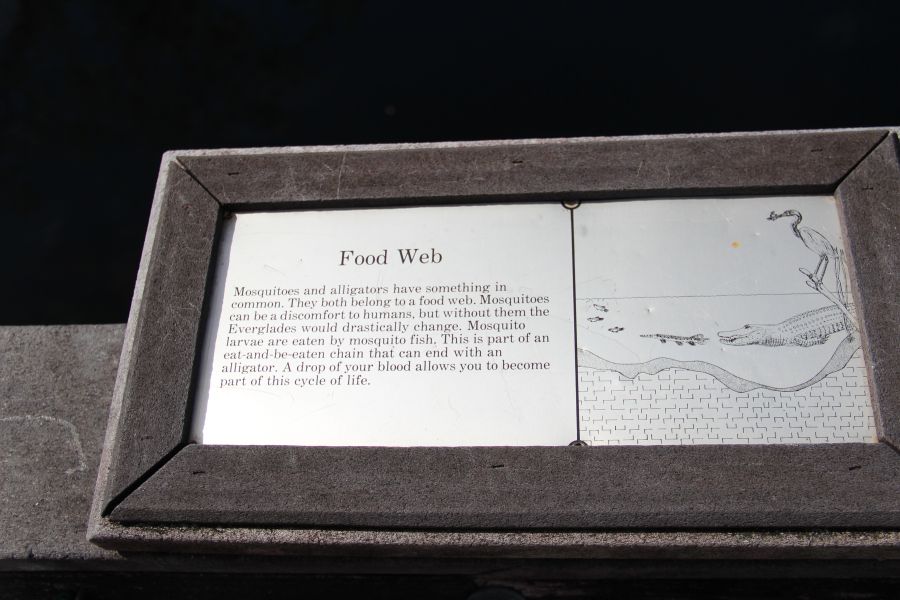 Food Web
Mosquitoes and alligators have something in
common. They both belong to a food web. Mosquitoes
can be a discomfort to humans, but without them the
Everglades would drastically change. Mosquito
larvae are eaten by mosquito fish. This is part of an
eat-and-be-eaten chain that can end with an
alligator. A drop of your blood allows you to become
part of this cycle of life.